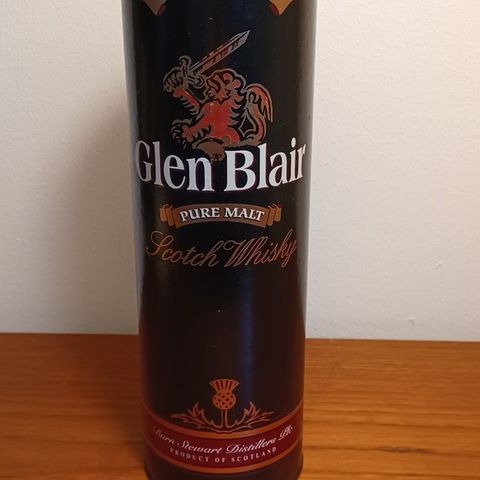 Glen Blair
PURE MALT
Scotch Whisky
Burn Stewart Distillers Plc.
PRODUCT OF SCOTLAND